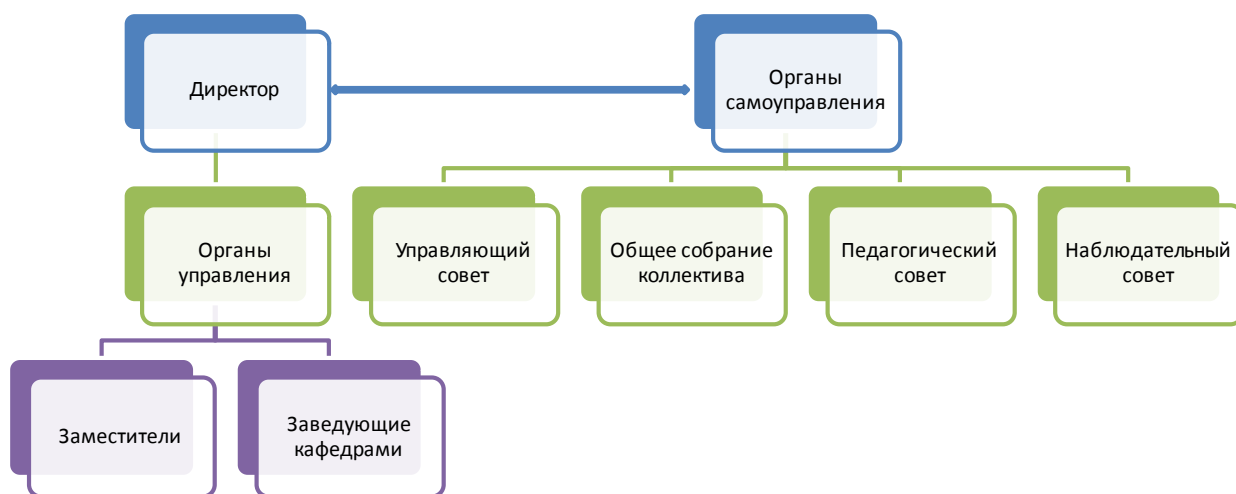 Директор
Органы
самоуправления
Органы
управления
Управляющий
совет
Общее собрание
коллектива
Педагогический
совет
Наблюдательный
совет
Заместители
Заведующие
кафедрами